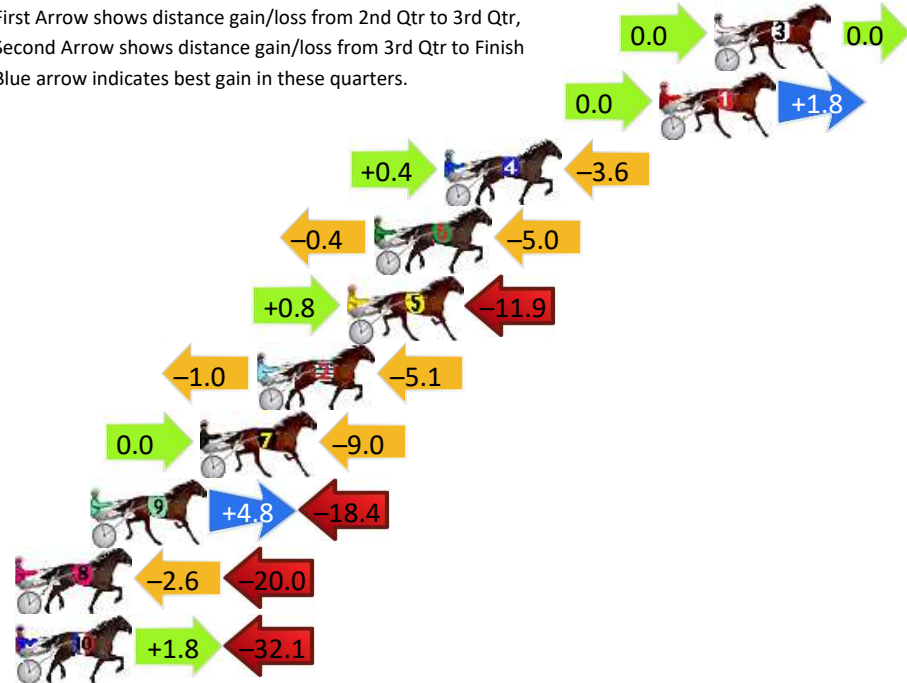 First Arrow shows distance gain/loss from 2nd Qtr to 3rd Qtr,
Second Arrow shows distance gain/loss from 3rd Qtr to Finish
Blue arrow indicates best gain in these quarters.
0.0 3 0.0
0.0 1 +1.8
+0.4 4 –3.6
–0.4 6 –5.0
+0.8 5 –11.9
–1.0 2 –5.1
0.0 7 –9.0
9 +4.8 –18.4
8 –2.6 –20.0
10 +1.8 –32.1